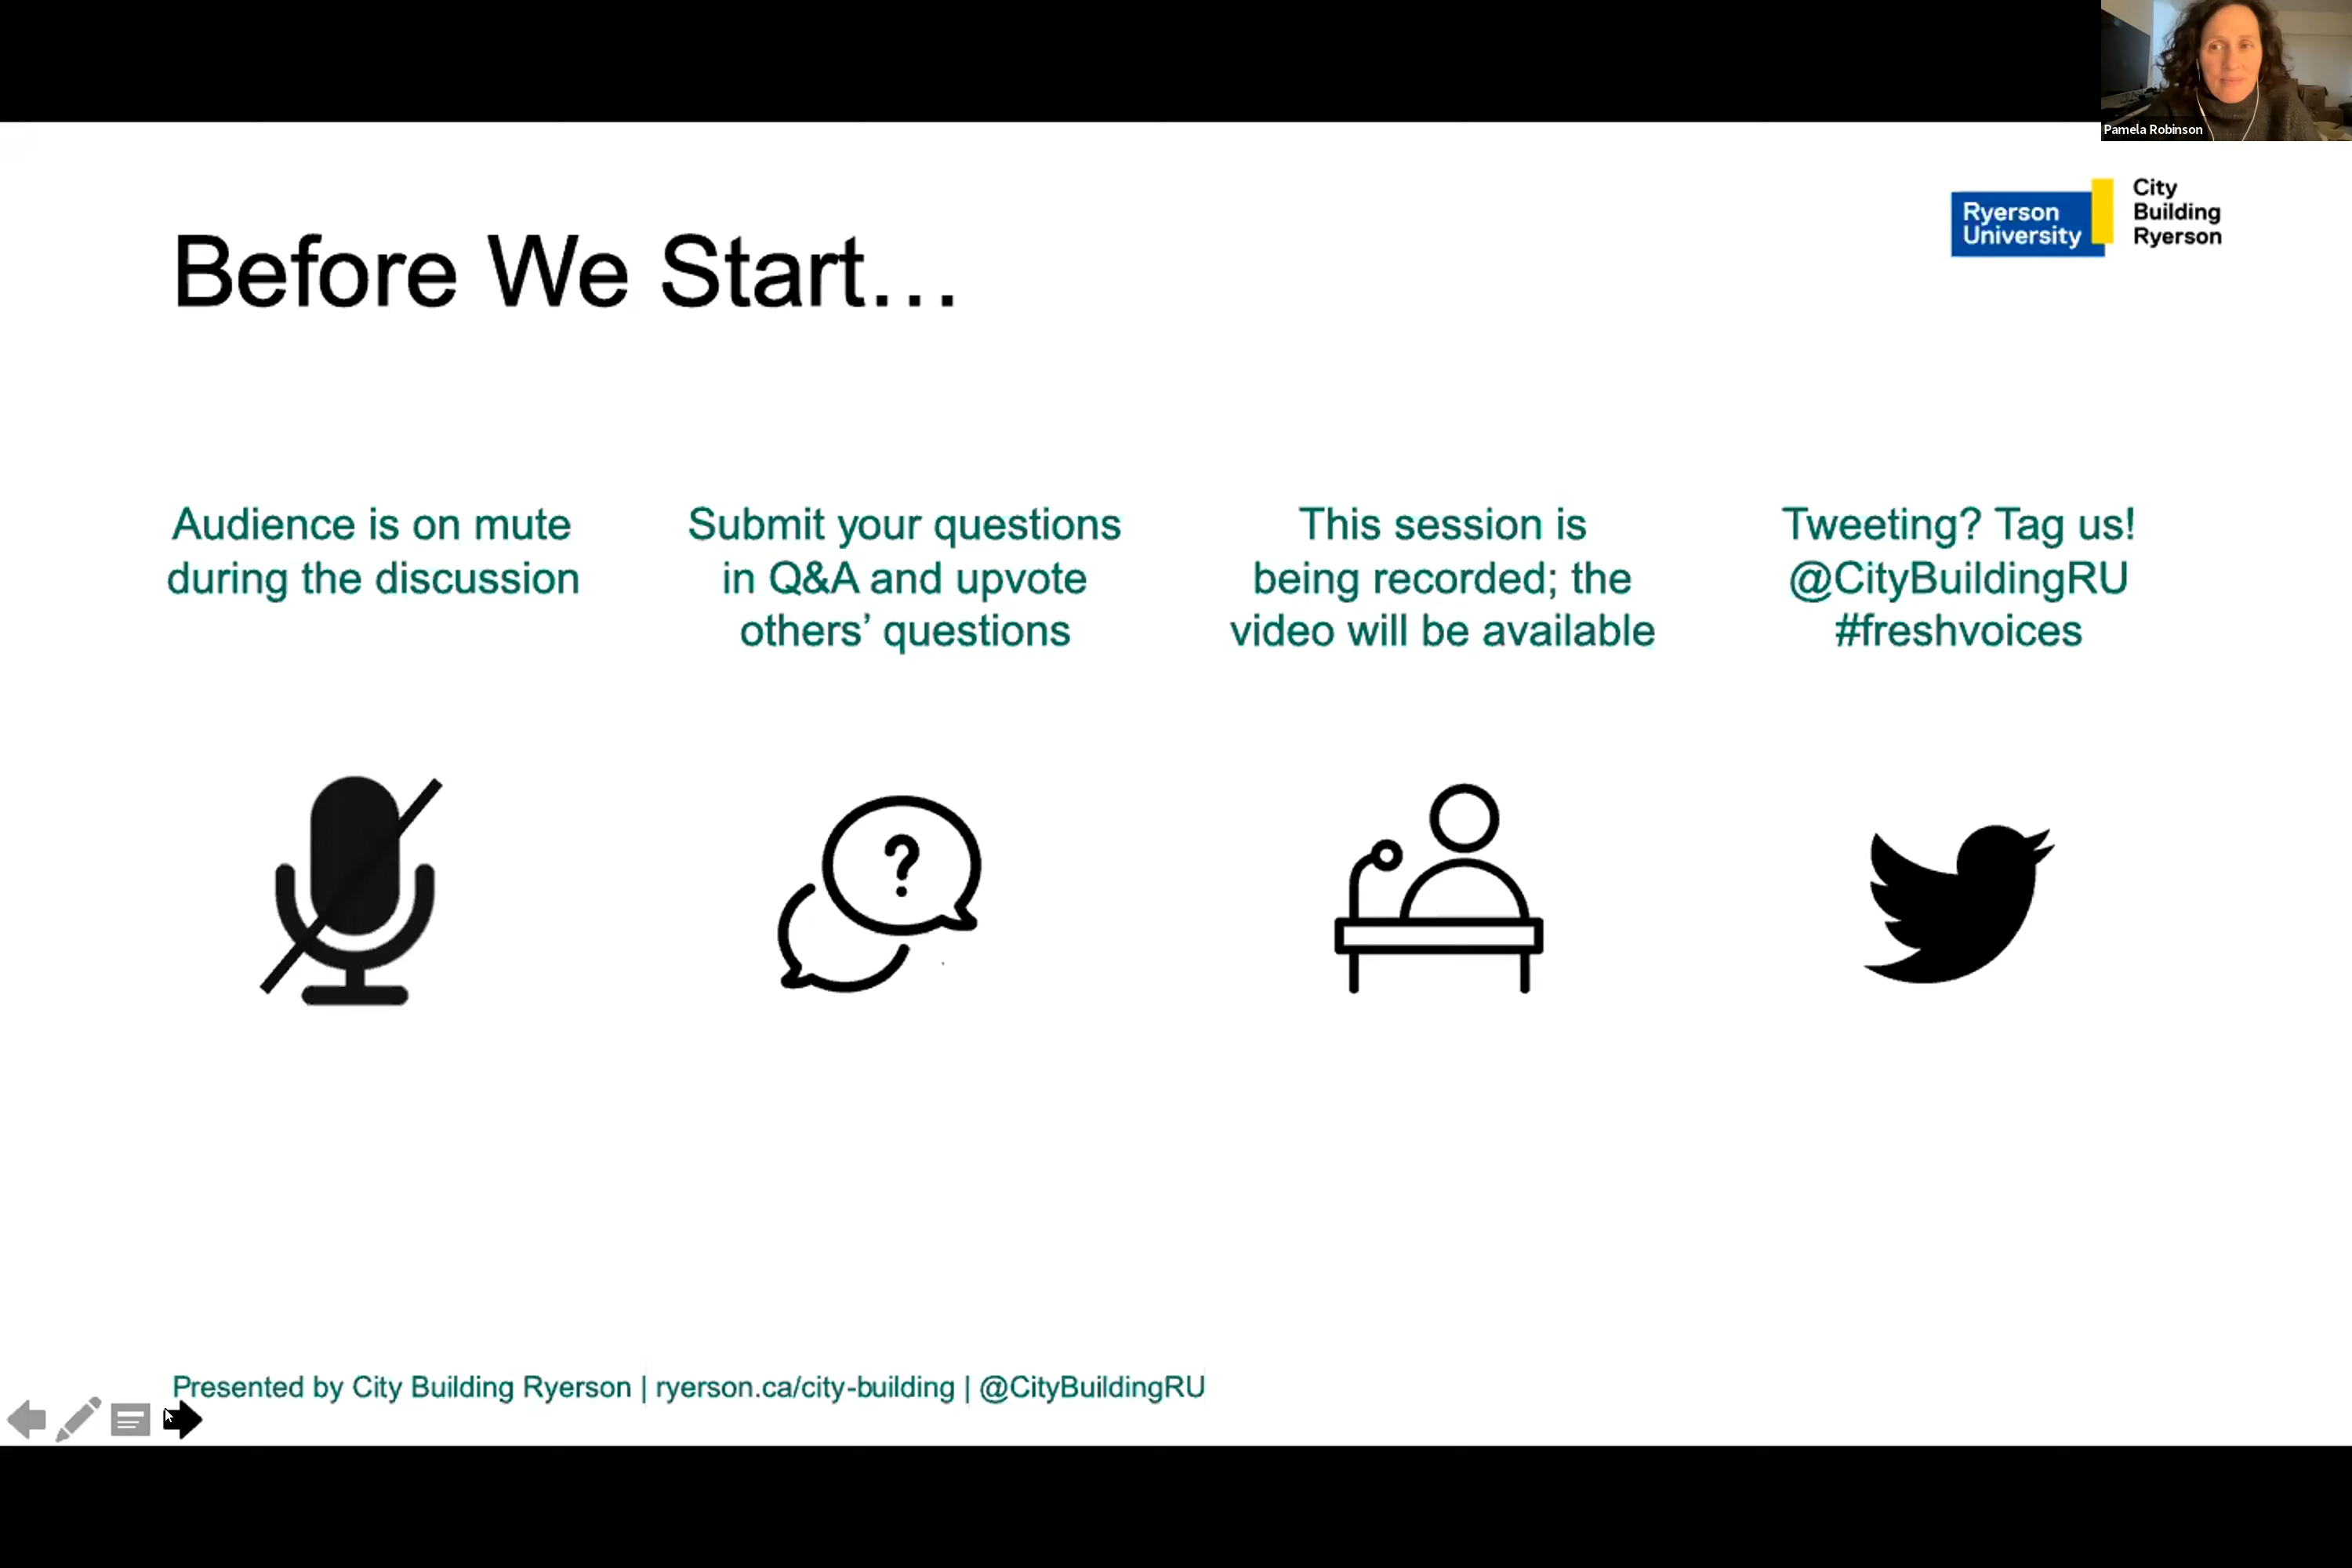 Pamela Robinson
Ryerson
University
City
Building
Ryerson
Before We Start…
Audience is on mute
during the discussion
Submit your questions
in Q&A and upvote
others’ questions
This session is
being recorded; the
video will be available
Tweeting? Tag us!
@CityBuildingRU
#freshvoices
?
Presented by City Building Ryerson | ryerson.ca/city-building | @CityBuildingRU